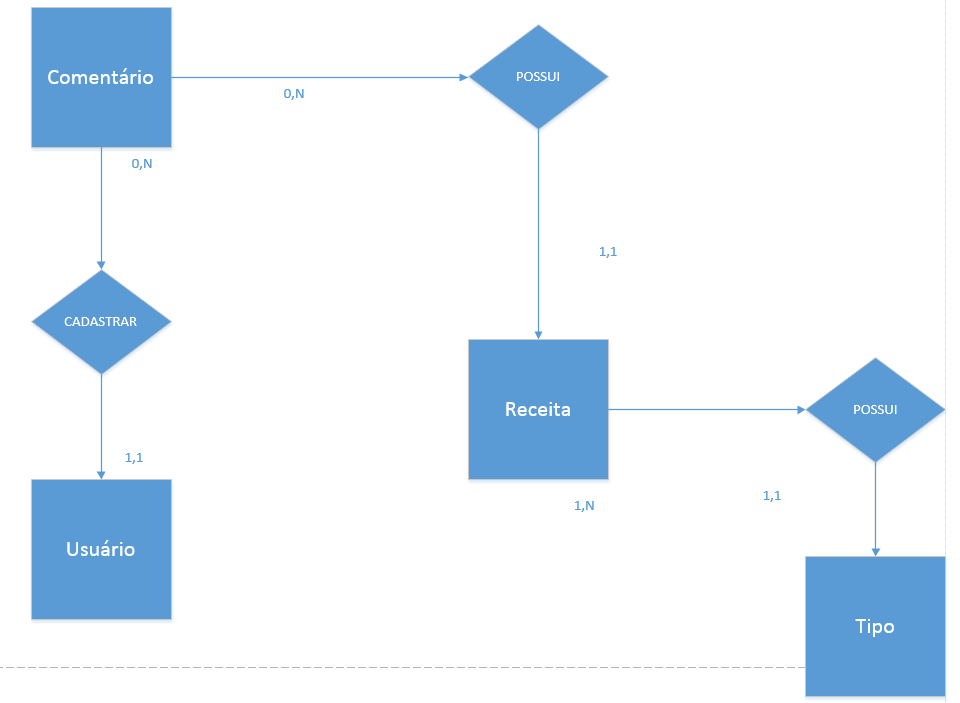 Comentário
POSSUI
0,N
0,N
1,1
CADASTRAR
Receita
POSSUI
1,1
1,N
1,1
Usuário
Tipo